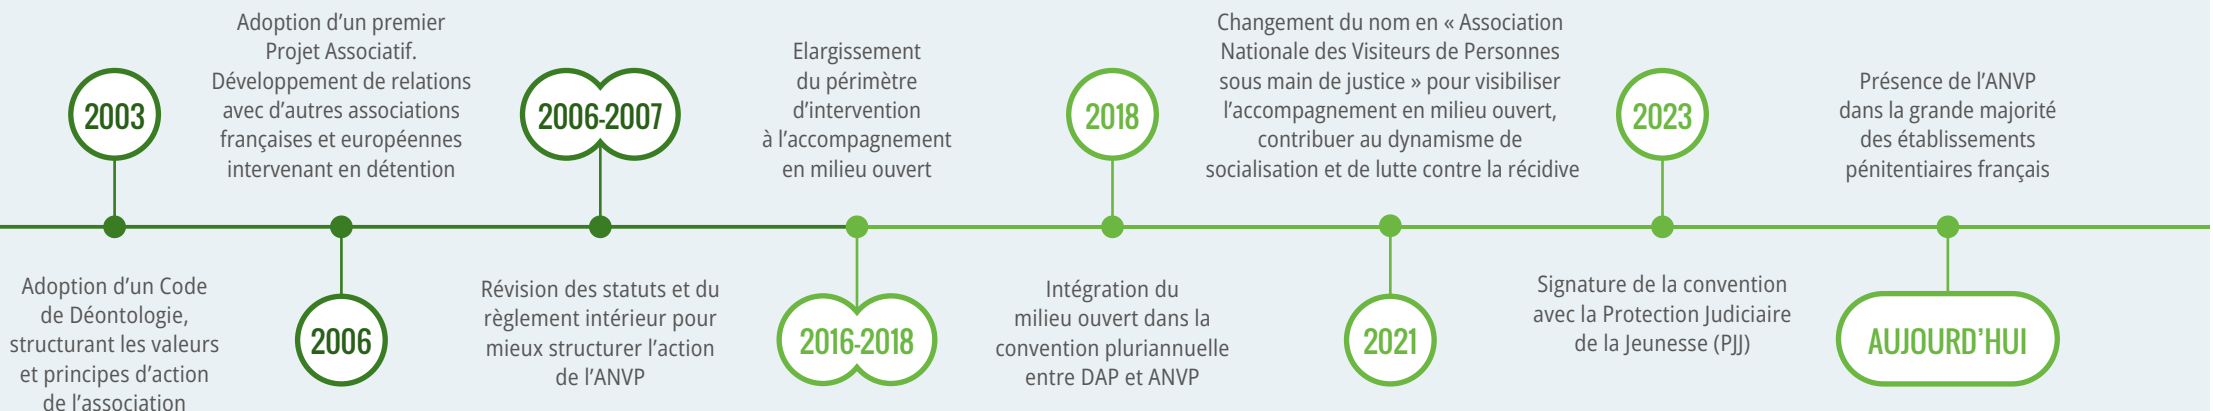 2003
Adoption d’un Code
de Déontologie,
structurant les valeurs
et principes d’action
de l’association
Adoption d’un premier
Projet Associatif.
Développement de relations
avec d’autres associations
françaises et européennes
intervenant en détention
2006
2006-2007
Révision des statuts et du
règlement intérieur pour
mieux structurer l’action
de l’ANVP
Elargissement
du périmètre
d’intervention
à l’accompagnement
en milieu ouvert
2016-2018
2018
Intégration du
milieu ouvert dans la
convention pluriannuelle
entre DAP et ANVP
Changement du nom en « Association
Nationale des Visiteurs de Personnes
sous main de justice » pour visibiliser
l’accompagnement en milieu ouvert,
contribuer au dynamisme de
socialisation et de lutte contre la récidive
2021
2023
Signature de la convention
avec la Protection Judiciaire
de la Jeunesse (PJJ)
Présence de l’ANVP
dans la grande majorité
des établissements
pénitentiaires français
AUJOURD’HUI